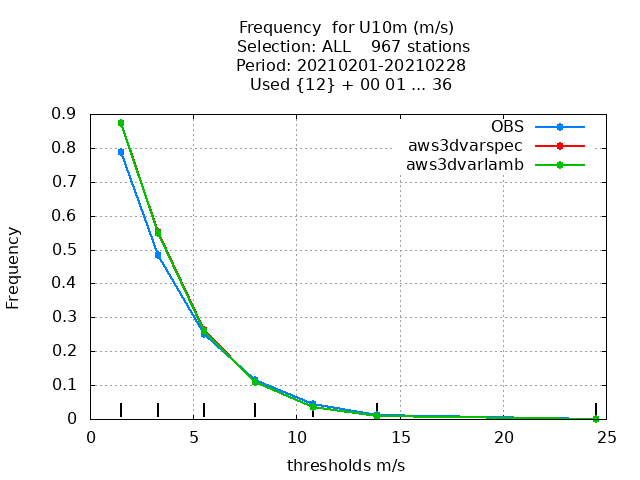 Frequency  for U10m (m/s)
Selection: ALL    967 stations
Period: 20210201-20210228
Used {12} + 00 01 ... 36
OBS
aws3dvarspec
aws3dvarlamb
Frequency
0.9
0.8
0.7
0.6
0.5
0.4
0.3
0.2
0.1
0
0 5 10 15 20 25
thresholds m/s